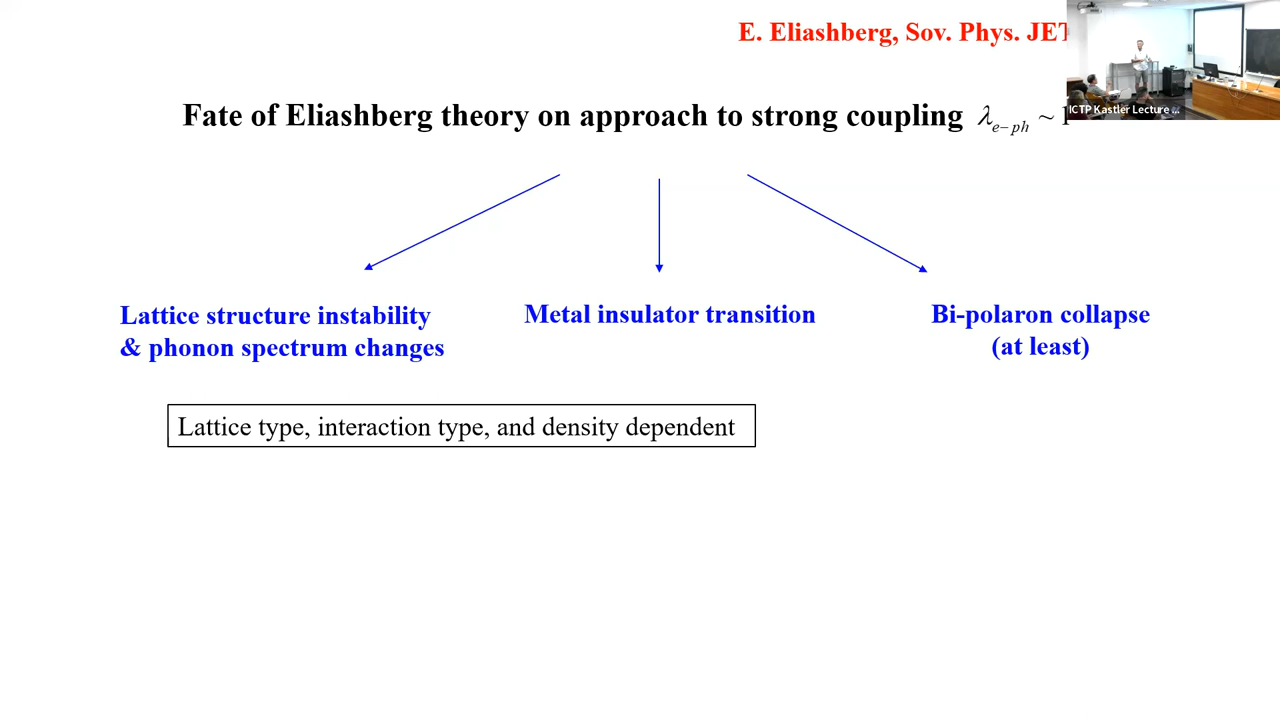 E. Eliashberg, Sov. Phys. JET
Fate of Eliashberg theory on approach to strong coupling λe−ph ~
ICTP Kastler Lecture ...
Lattice structure instability
& phonon spectrum changes
Metal insulator transition
Bi-polaron collapse
(at least)
Lattice type, interaction type, and density dependent